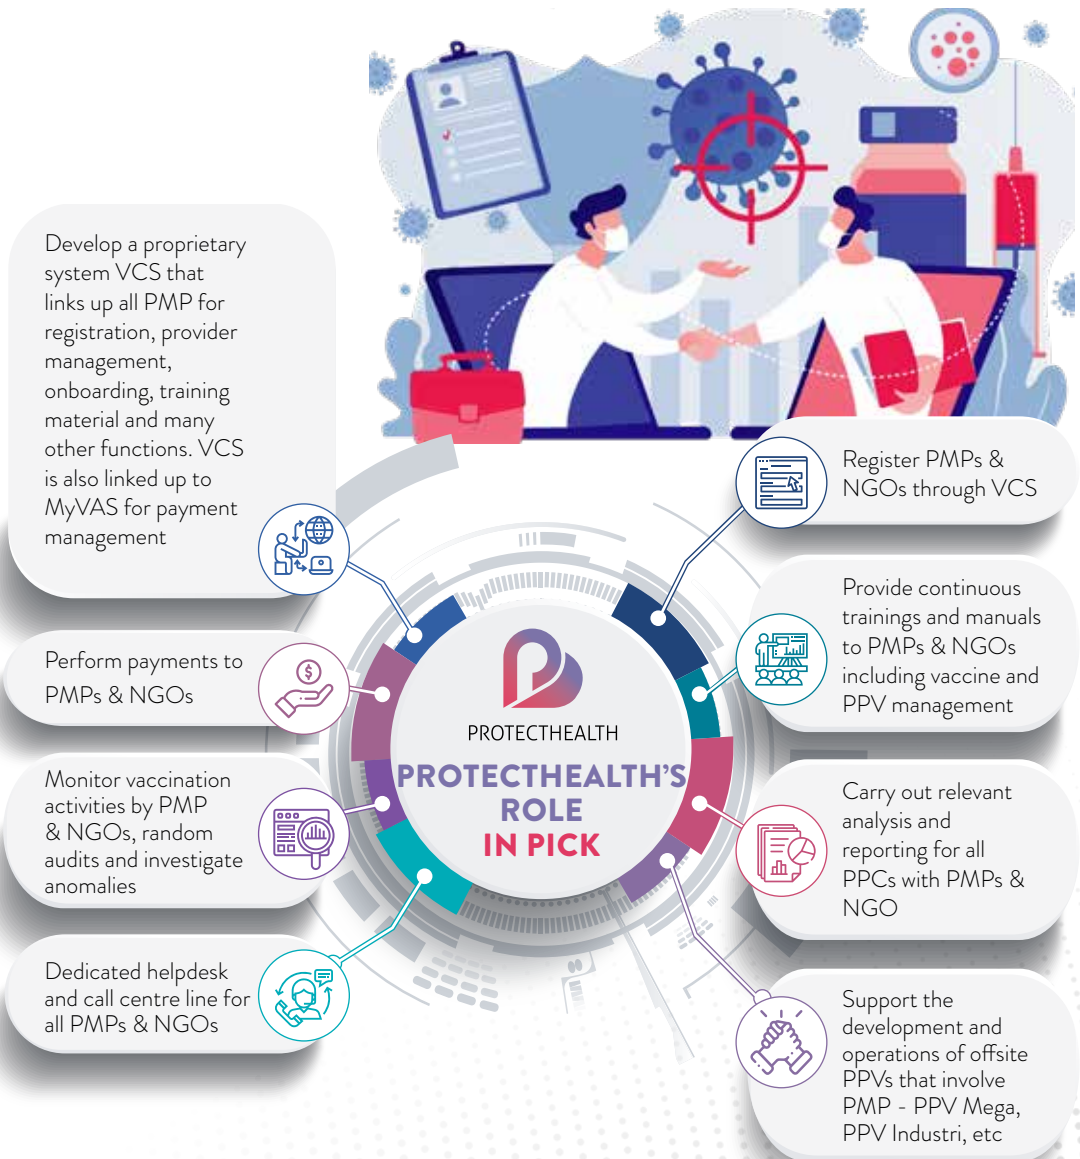 Develop a proprietary
system VCS that
links up all PMP for
registration, provider
management,
onboarding, training
material and many
other functions. VCS
is also linked up to
MyVAS for payment
management
Perform payments to
PMPs & NGOs
Monitor vaccination
activities by PMP
& NGOs, random
audits and investigate
anomalies
Dedicated helpdesk
and call centre line for
all PMPs & NGOs
PROTECTHEALTH
PROTECTHEALTH'S
ROLE
IN PICK
Register PMPs &
NGOs through VCS
Provide continuous
trainings and manuals
to PMPs & NGOs
including vaccine and
PPV management
Carry out relevant
analysis and
reporting for all
PPCs with PMPs &
NGO
Support the
development and
operations of offsite
PPVs that involve
PMP - PPV Mega,
PPV Industri, etc